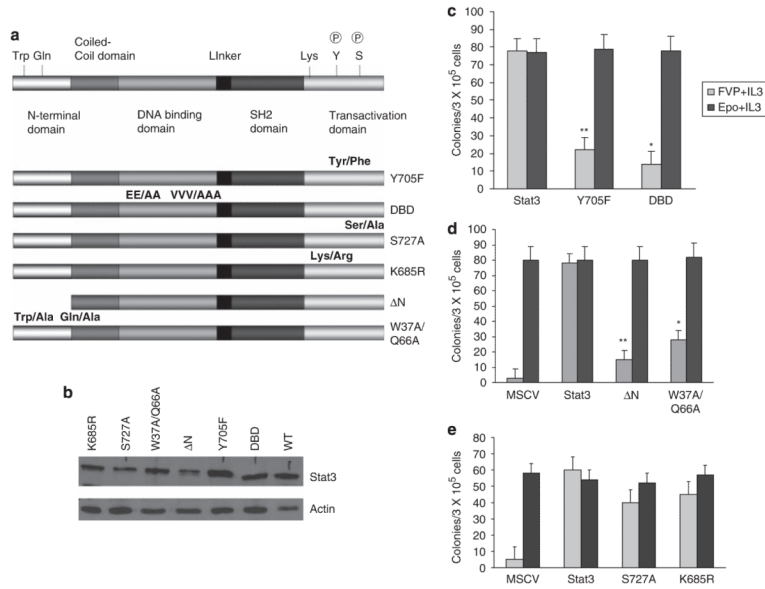 a
Trp Gln
Coiled-
Coil domain
LInker
Lys
P
Y
P
S
N-terminal
domain
DNA binding
domain
SH2
domain
Transactivation
domain
Tyr/Phe
Y705F
EE/AA VVV/AAA
DBD
Ser/Ala
S727A
Lys/Arg
K685R
ΔN
Trp/Ala Gln/Ala
W37A/
Q66A
b
K685R
S727A
W37A/Q66A
ΔN
Y705F
DBD
WT
Stat3
Actin
c
Colonies/3 X 10⁵ cells
100
90
80
70
60
50
40
30
20
10
0
**
*
Stat3 Y705F DBD
FVP+IL3
Epo+IL3
d
Colonies/3 X 10⁵ cells
100
90
80
70
60
50
40
30
20
10
0
**
*
MSCV Stat3 ΔN W37A/
Q66A
e
Colonies/3 X 10⁵ cells
80
70
60
50
40
30
20
10
0
MSCV Stat3 S727A K685R